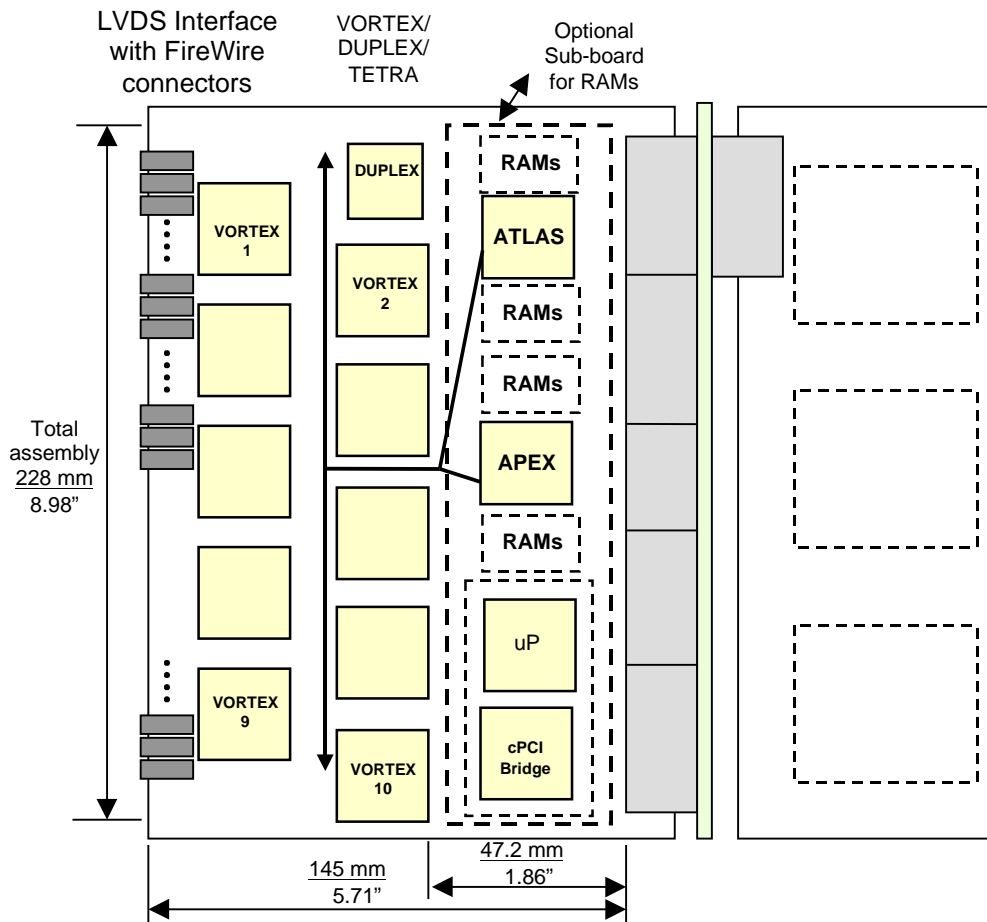 LVDS Interface
with FireWire
connectors
VORTEX/
DUPLEX/
TETRA
Optional
Sub-board
for RAMs
RAMs
DUPLEX
VORTEX
1
ATLAS
VORTEX
2
RAMs
RAMs
Total
assembly
228 mm
8.98”
APEX
RAMs
uP
VORTEX
9
cPCI
Bridge
VORTEX
10
47.2 mm
1.86”
145 mm
5.71”